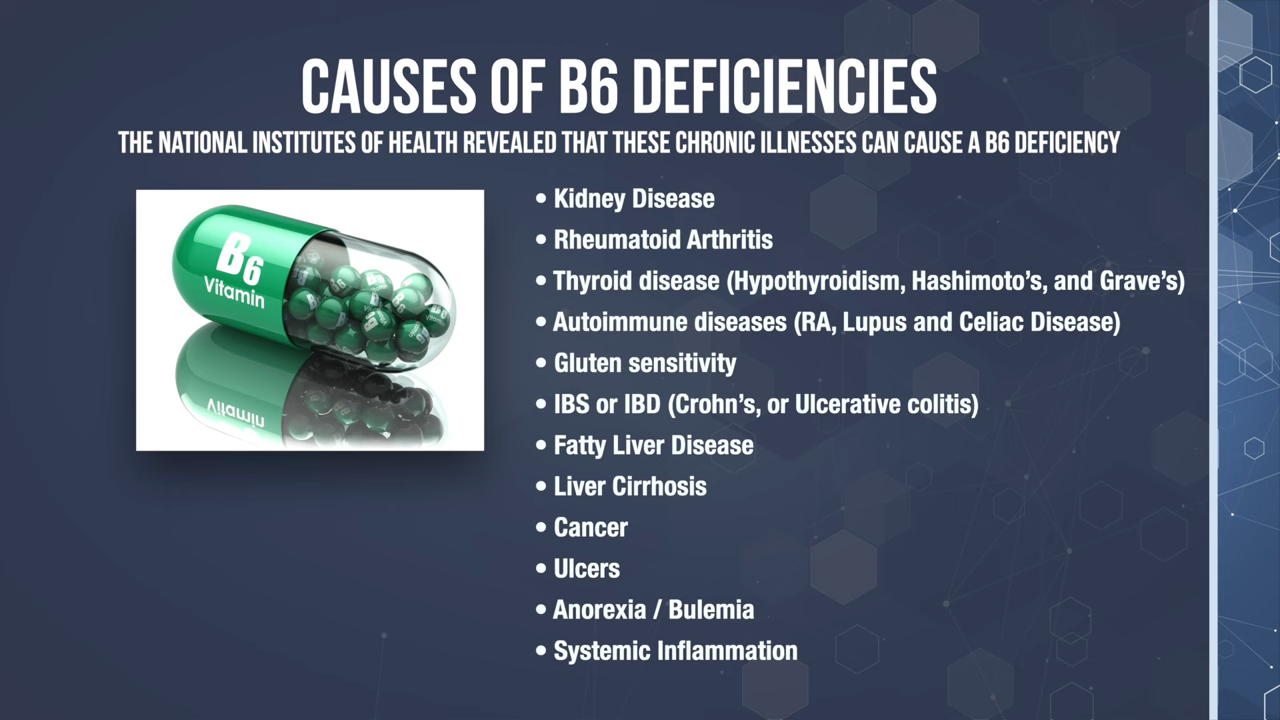 CAUSES OF B6 DEFICIENCIES
THE NATIONAL INSTITUTES OF HEALTH REVEALED THAT THESE CHRONIC ILLNESSES CAN CAUSE A B6 DEFICIENCY
B6
Vitamin
• Kidney Disease
• Rheumatoid Arthritis
• Thyroid disease (Hypothyroidism, Hashimoto’s, and Grave’s)
• Autoimmune diseases (RA, Lupus and Celiac Disease)
• Gluten sensitivity
• IBS or IBD (Crohn’s, or Ulcerative colitis)
• Fatty Liver Disease
• Liver Cirrhosis
• Cancer
• Ulcers
• Anorexia / Bulemia
• Systemic Inflammation